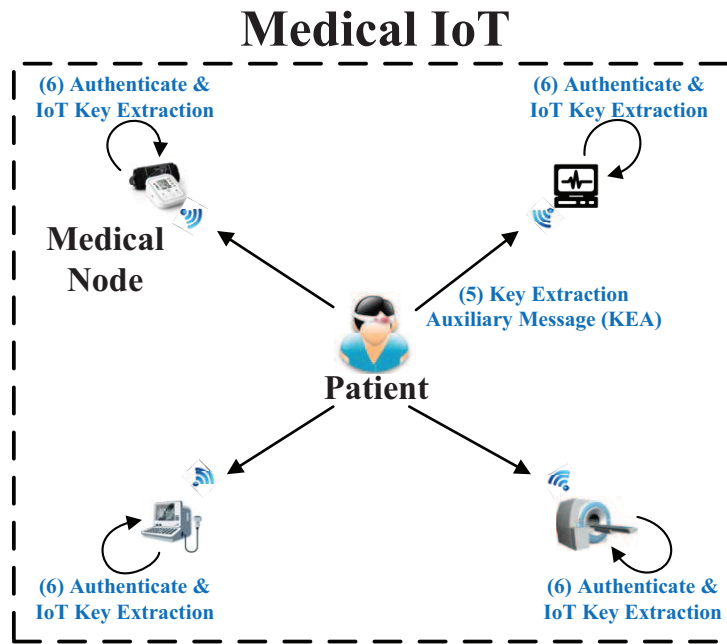 Medical IoT
(6) Authenticate &
IoT Key Extraction
(6) Authenticate &
IoT Key Extraction
Medical
Node
(5) Key Extraction
Auxiliary Message (KEA)
Patient
(6) Authenticate &
IoT Key Extraction
(6) Authenticate &
IoT Key Extraction